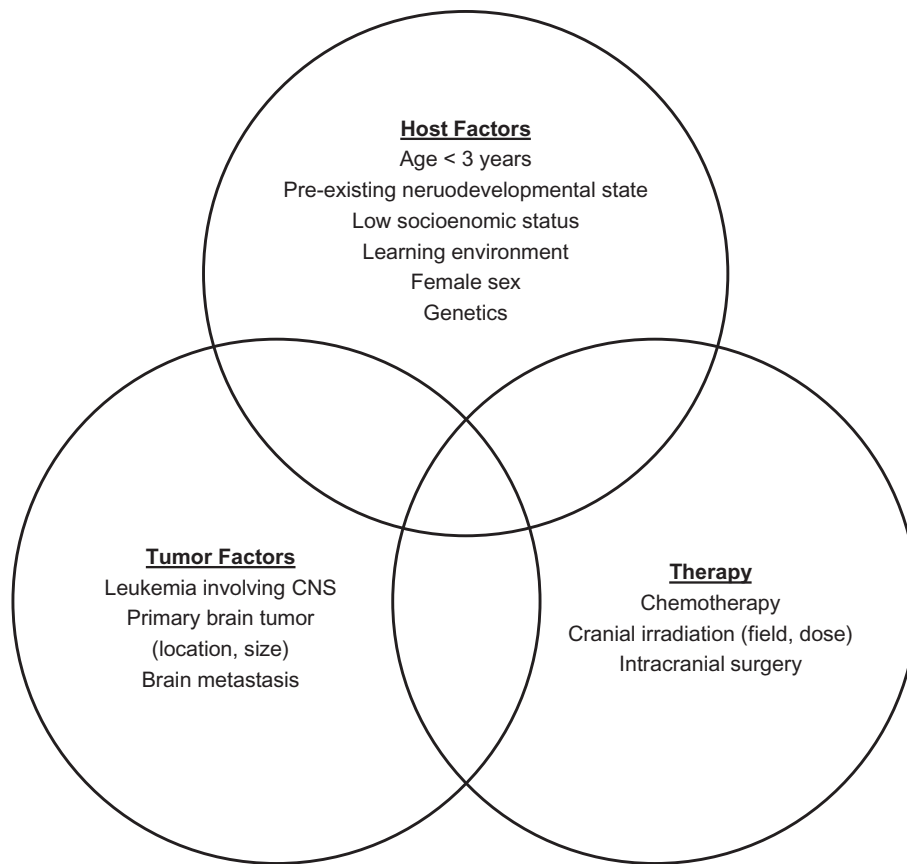 Host Factors
Age < 3 years
Pre-existing neruodevelopmental state
Low socioenomic status
Learning environment
Female sex
Genetics
Tumor Factors
Leukemia involving CNS
Primary brain tumor
(location, size)
Brain metastasis
Therapy
Chemotherapy
Cranial irradiation (field, dose)
Intracranial surgery